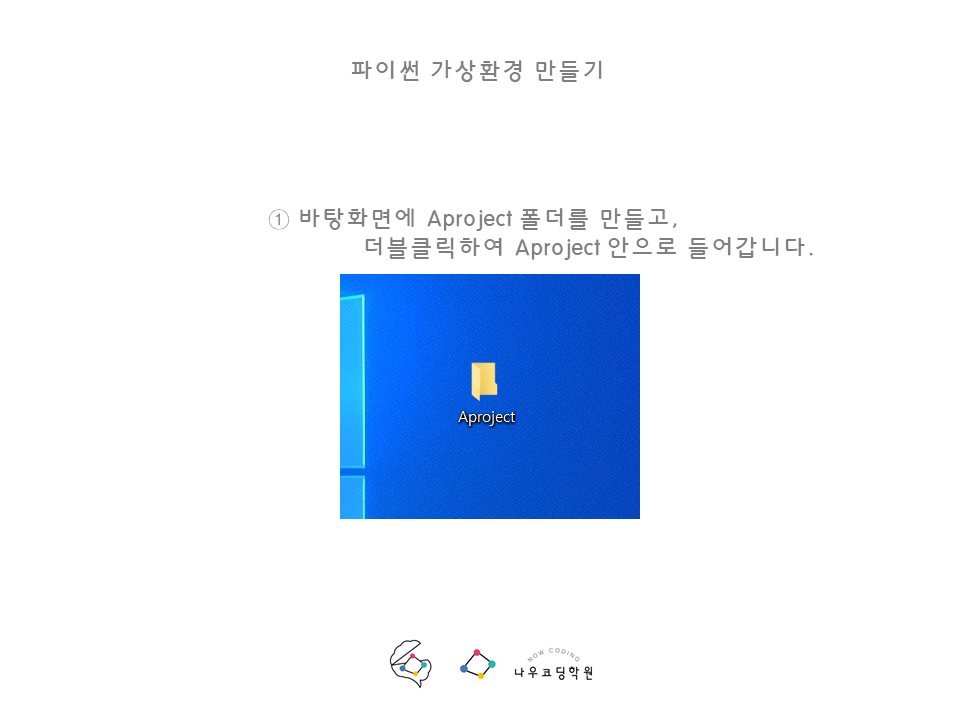 파이썬 가상환경 만들기
① 바탕화면에 Aproject 폴더를 만들고,
더블클릭하여 Aproject 안으로 들어갑니다.
Aproject
NOW CODING
나우코딩학원